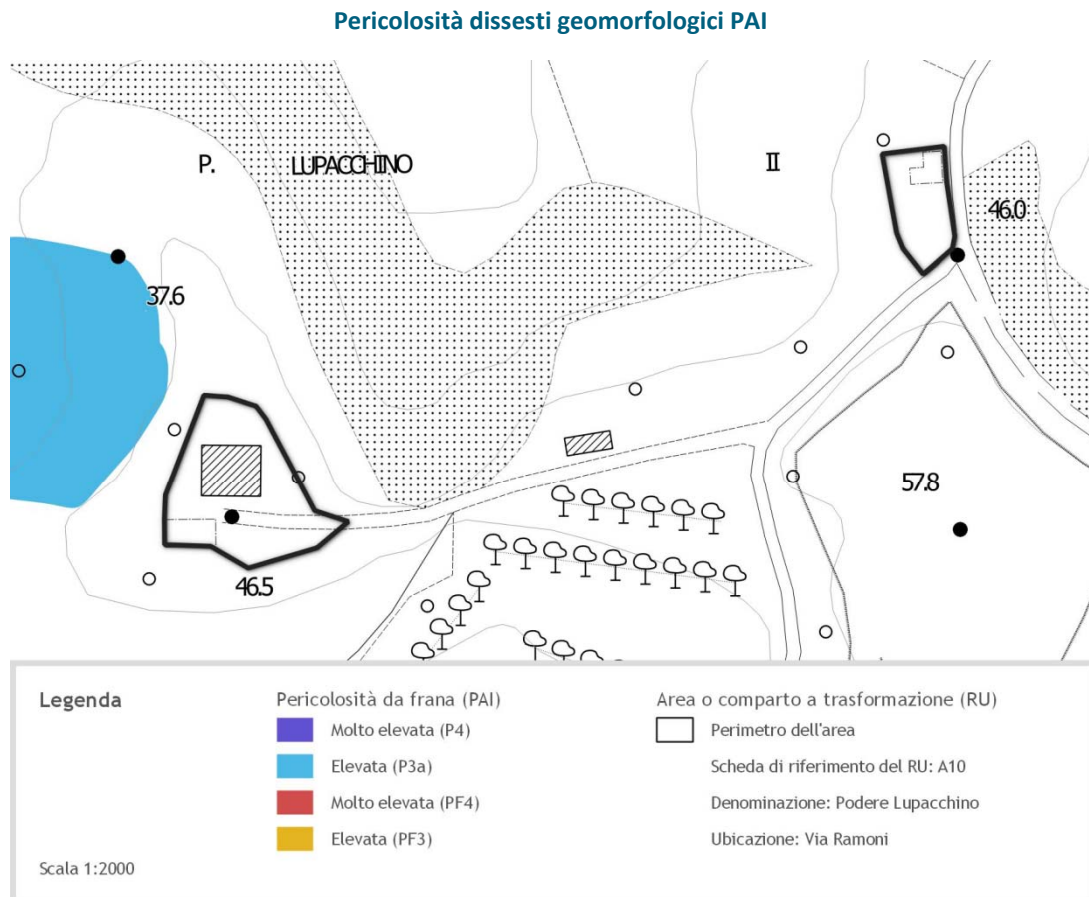 Pericolosità dissesti geomorfologici PAI
P. LUPACCHINO II
46.0
37.6
57.8
46.5
Legenda
Pericolosità da frana (PAI)
Molto elevata (P4)
Elevata (P3a)
Molto elevata (PF4)
Elevata (PF3)
Area o comparto a trasformazione (RU)
Perimetro dell'area
Scheda di riferimento del RU: A10
Denominazione: Podere Lupacchino
Ubicazione: Via Ramoni
Scala 1:2000